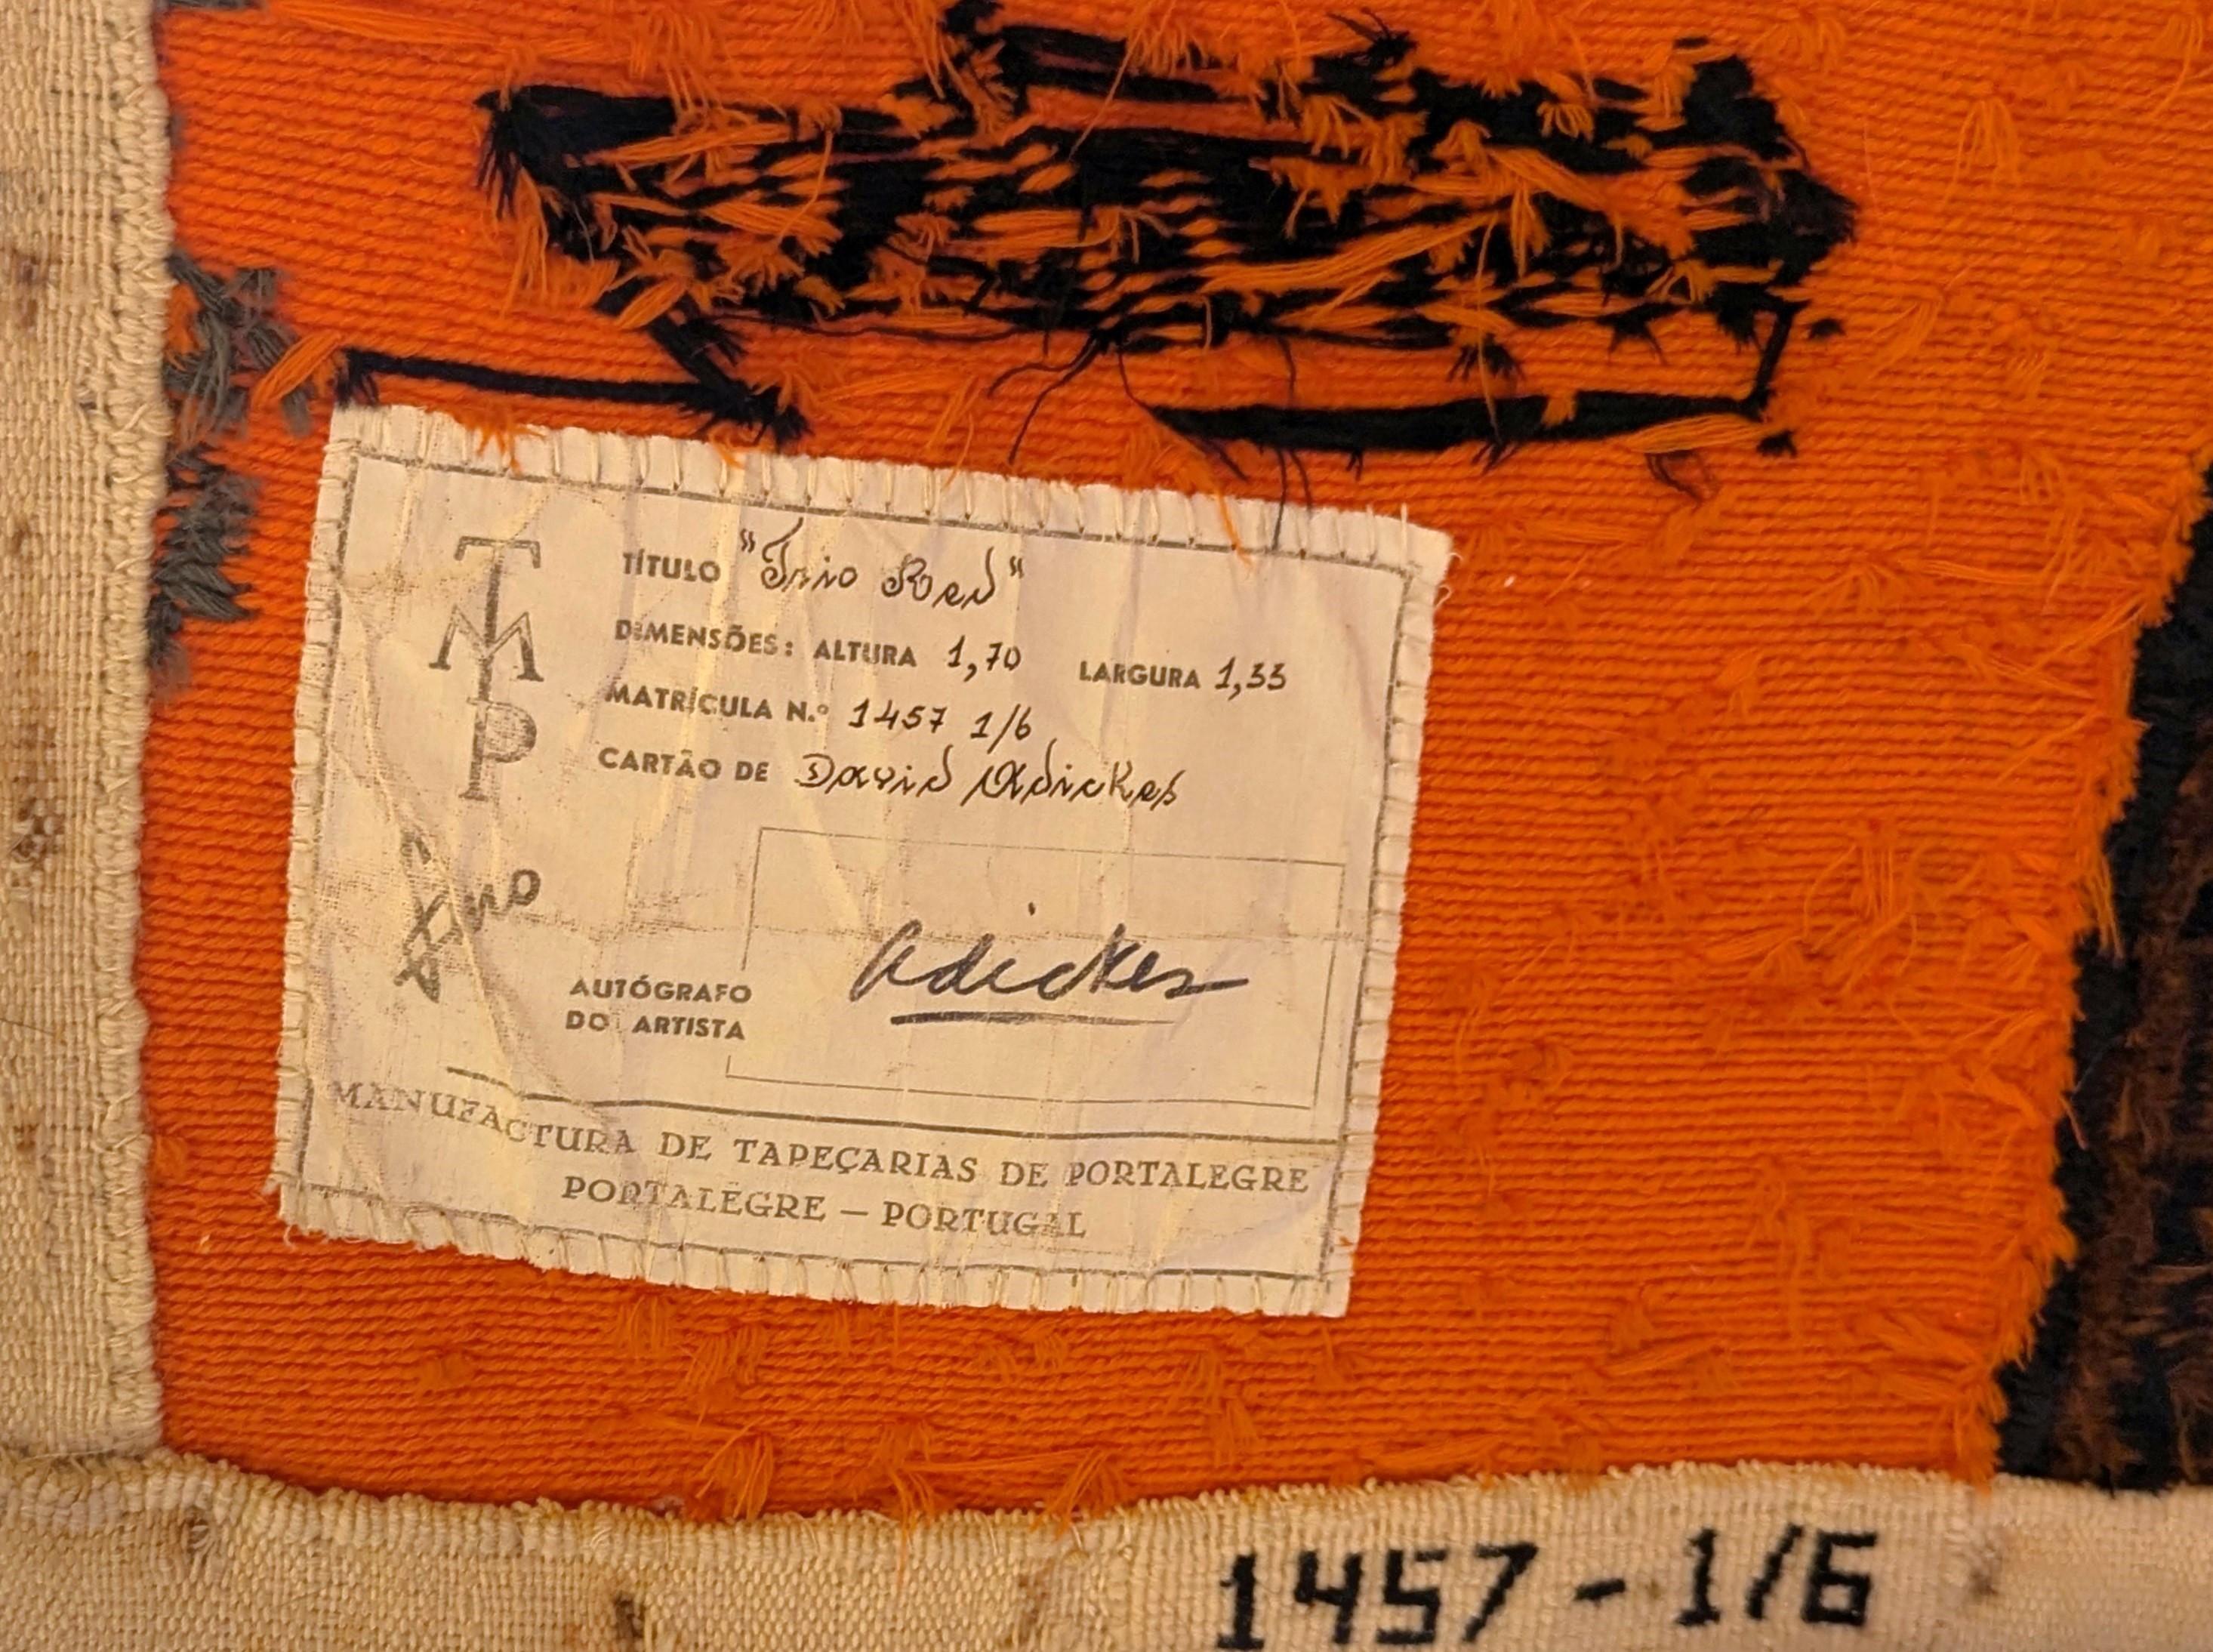 TMP
TÍTULO "Trio Red"
DIMENSÕES: ALTURA 1,70 LARGURA 1,33
MATRÍCULA N.º 1457 1/6
CARTÃO DE David Adickes
AUTÓGRAFO
DO ARTISTA
Adickes
MANUFACTURA DE TAPEÇARIAS DE PORTALEGRE
PORTALEGRE — PORTUGAL
1457 - 1/6